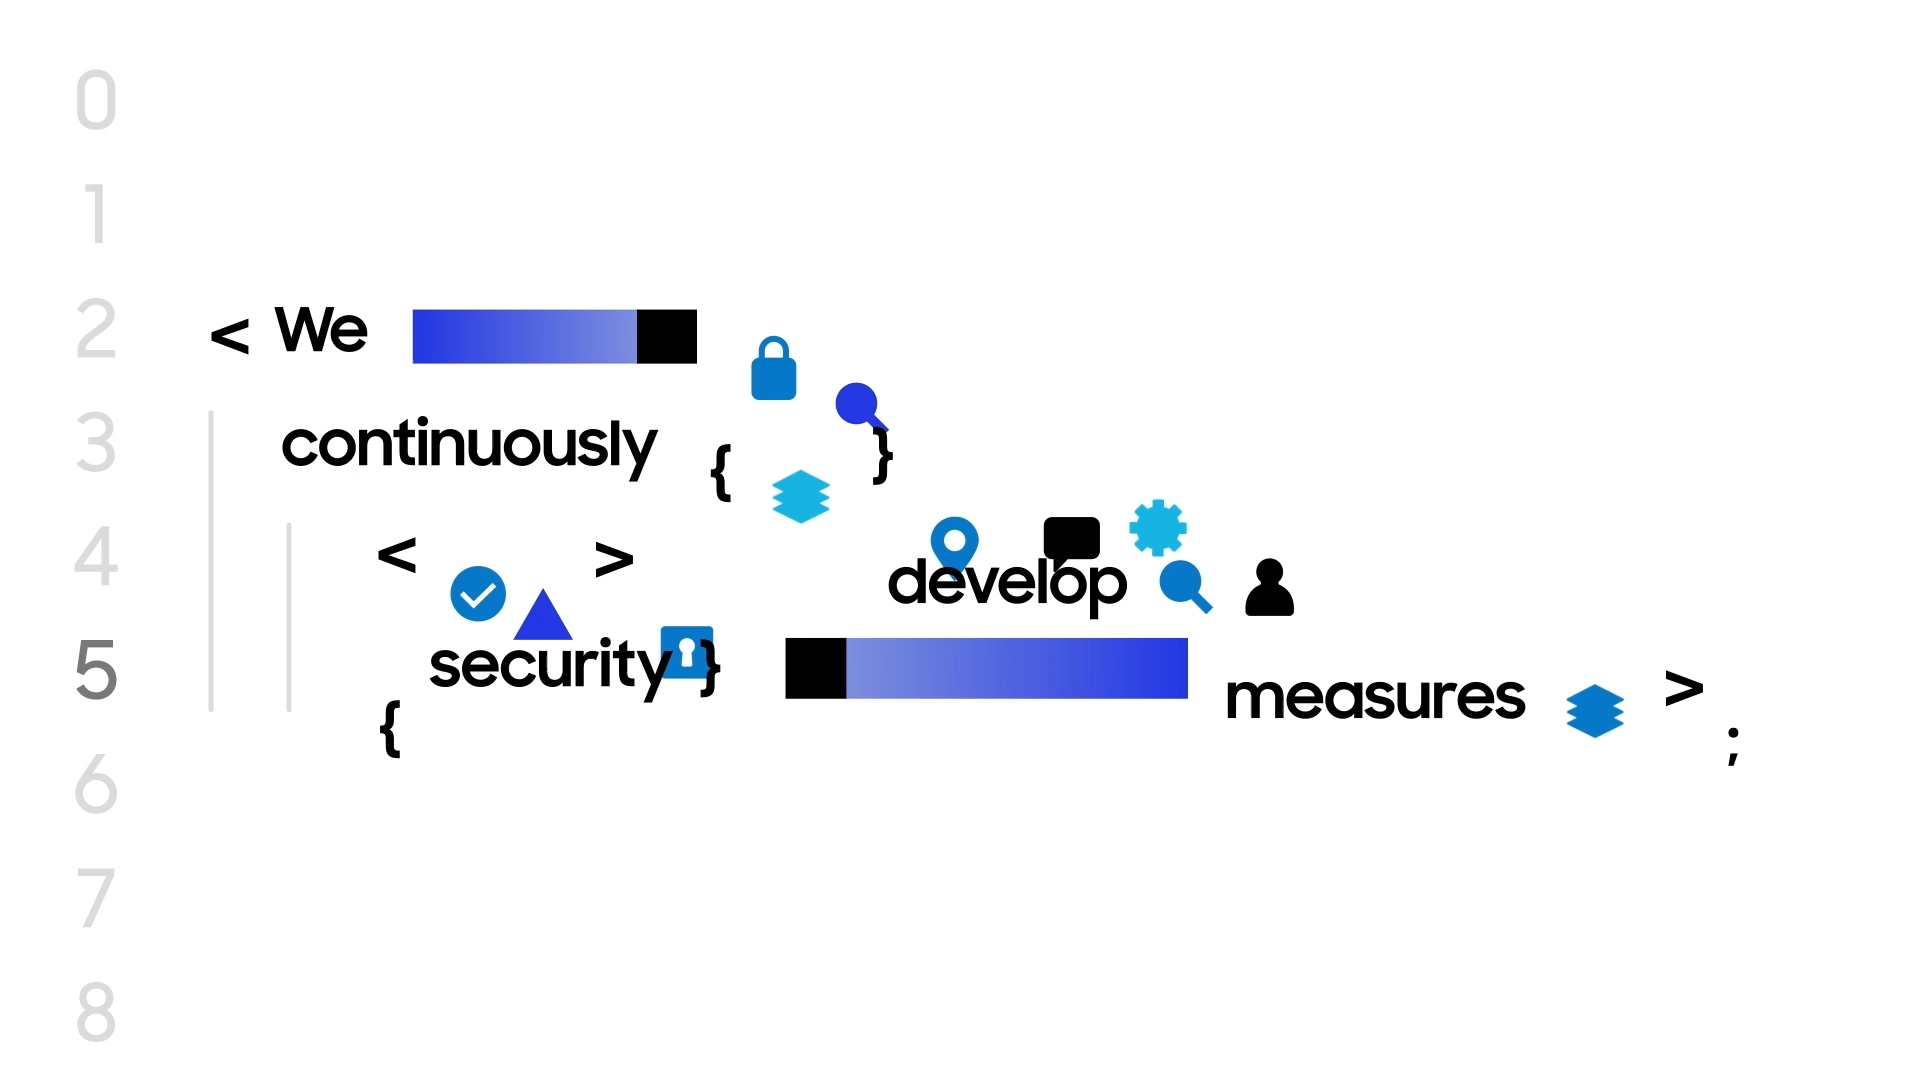 0
1
2 < We
3 continuously { }
4 < > develop
5 security } measures >
{ ;
6
7
8